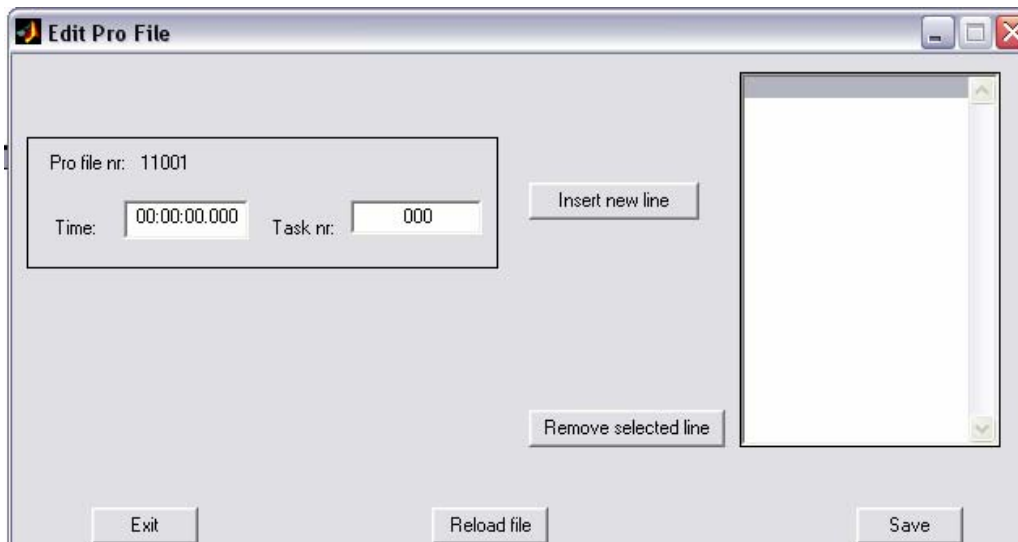 Edit Pro File
Pro file nr: 11001
Time: 00:00:00.000 Task nr: 000
Insert new line
Remove selected line
Exit Reload file Save